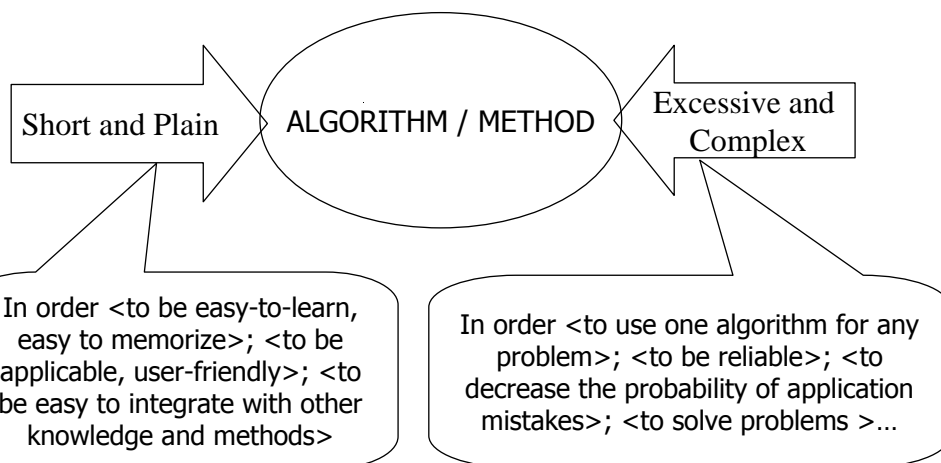 Short and Plain
ALGORITHM / METHOD
Excessive and
Complex
In order <to be easy-to-learn,
easy to memorize>; <to be
applicable, user-friendly>; <to
be easy to integrate with other
knowledge and methods>
In order <to use one algorithm for any
problem>; <to be reliable>; <to
decrease the probability of application
mistakes>; <to solve problems >...